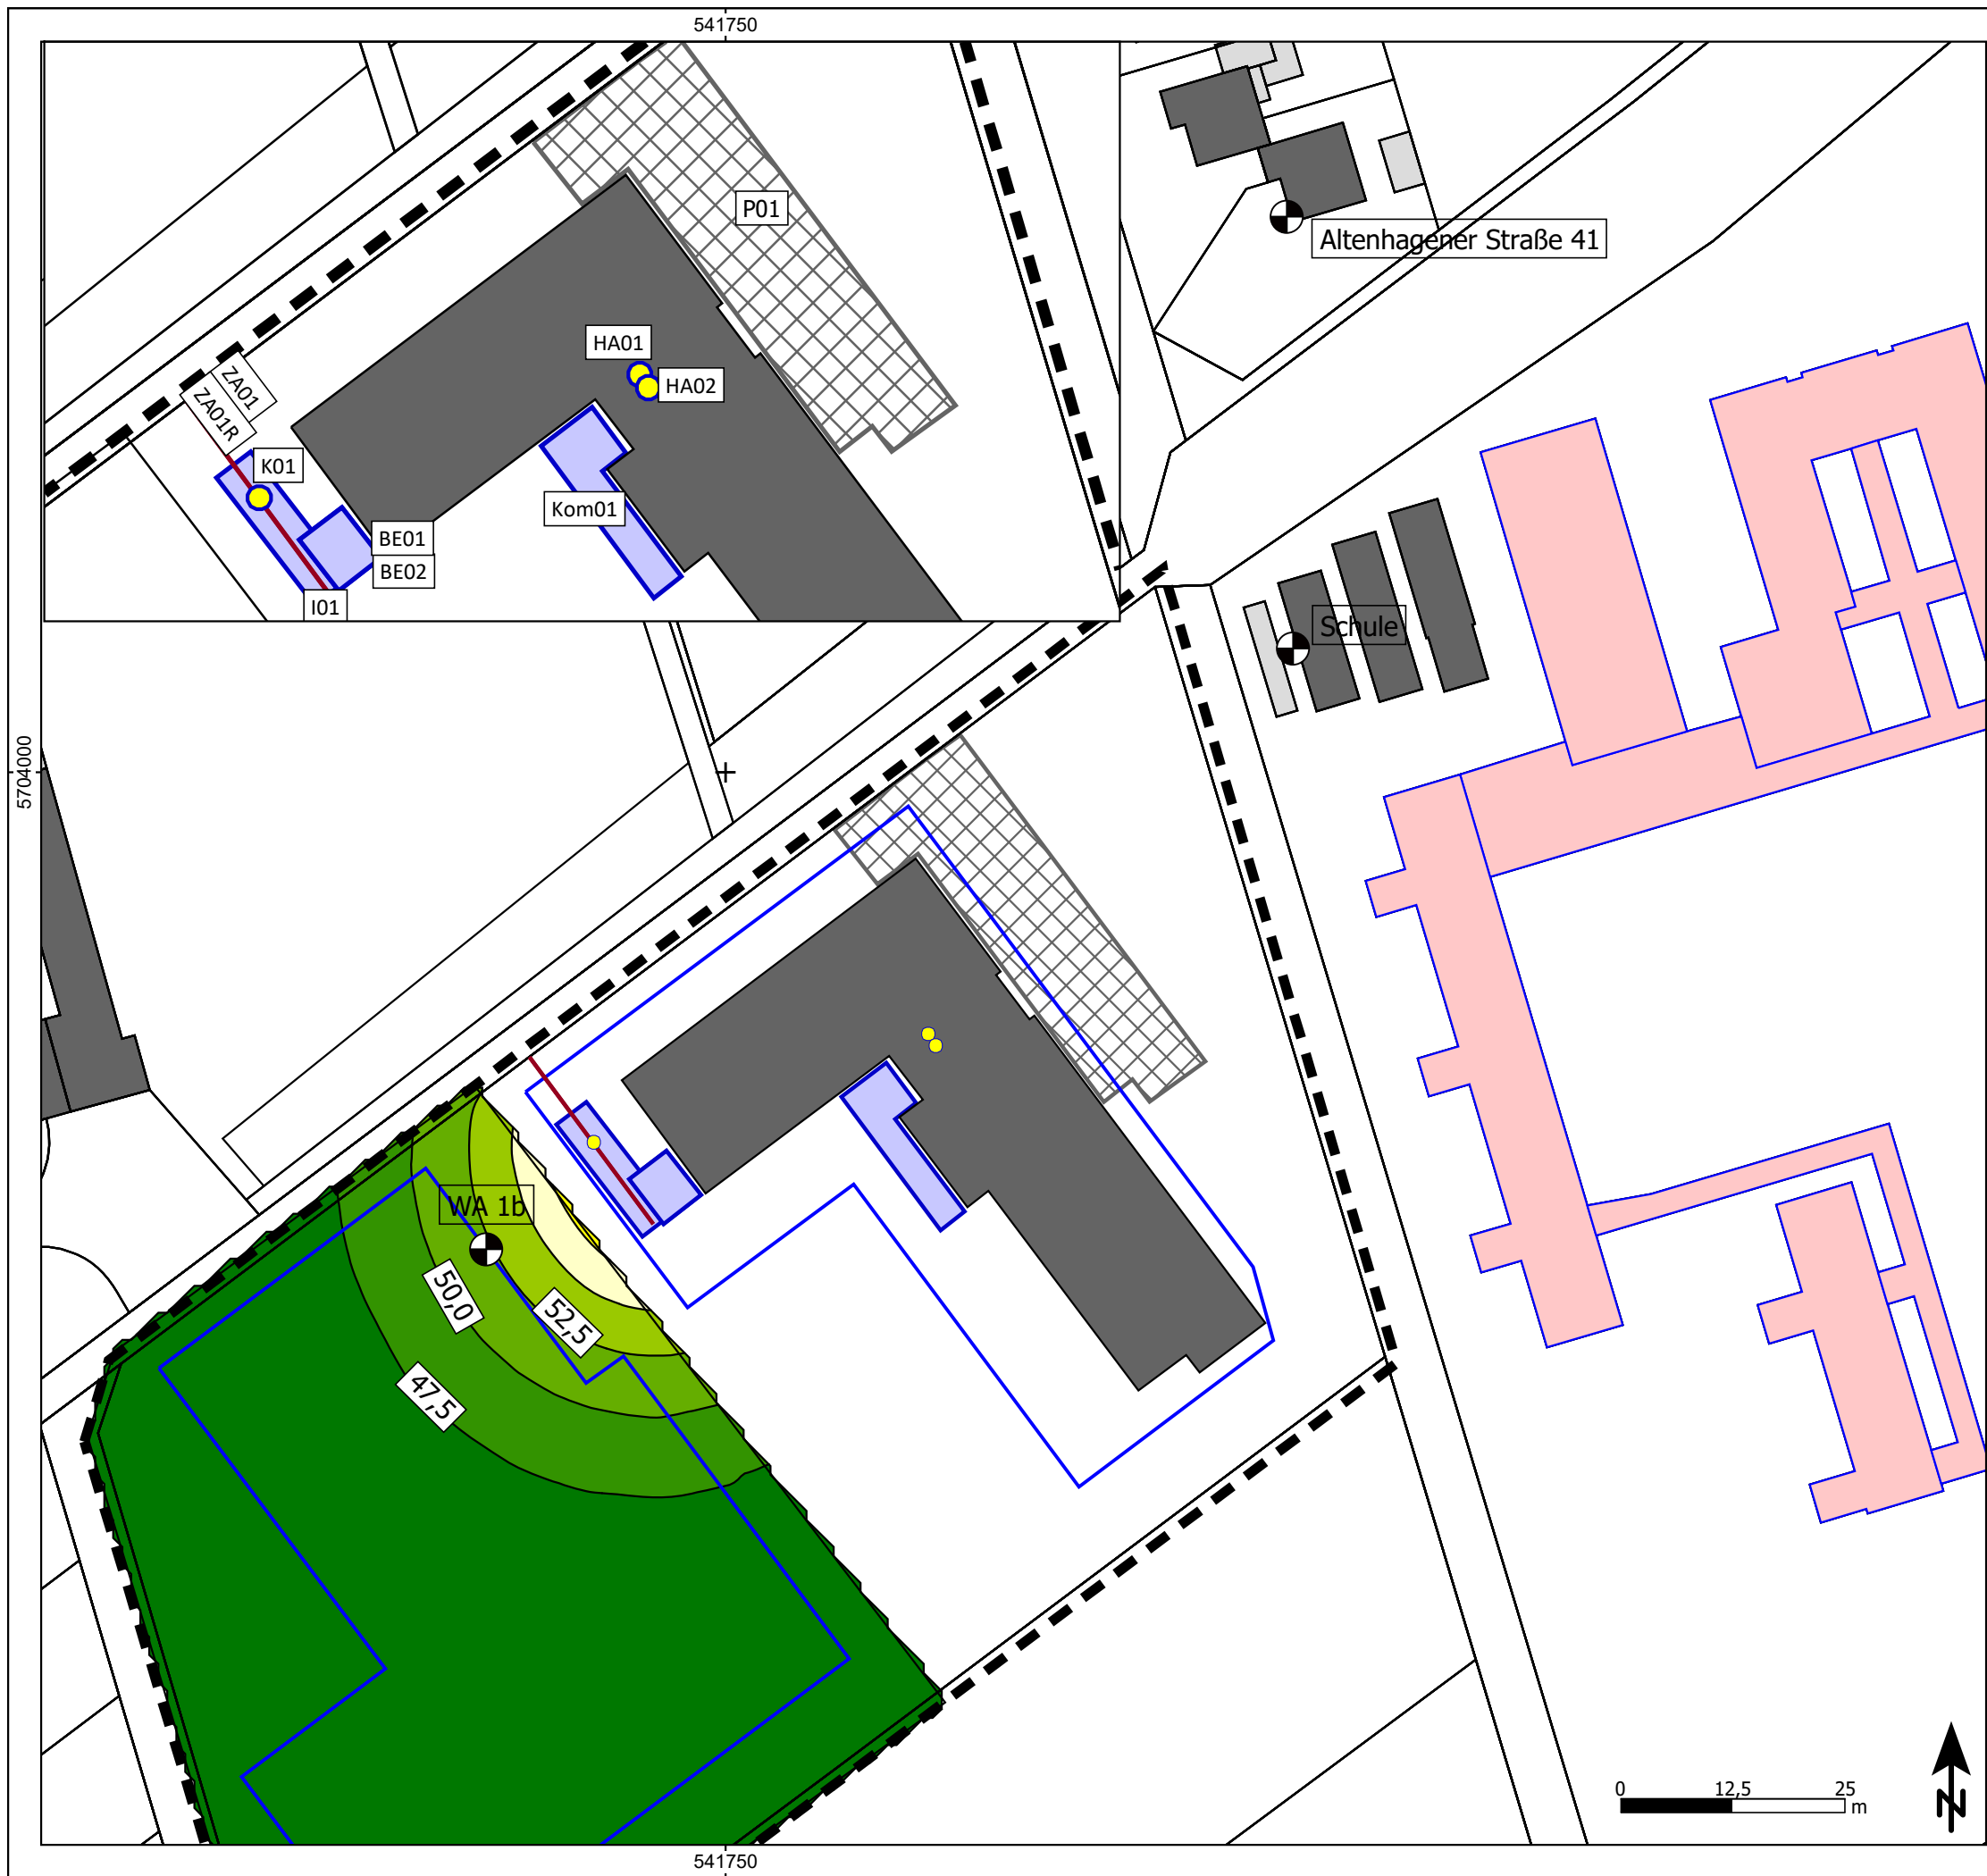 541750
P01
Altenhagener Straße 41
HA01
HA02
ZA01
ZA01R
K01
Kom01
BE01
BE02
I01
Schule
5704000
WA 1b
50,0
52,5
47,5
0 12,5 25
m
N
541750